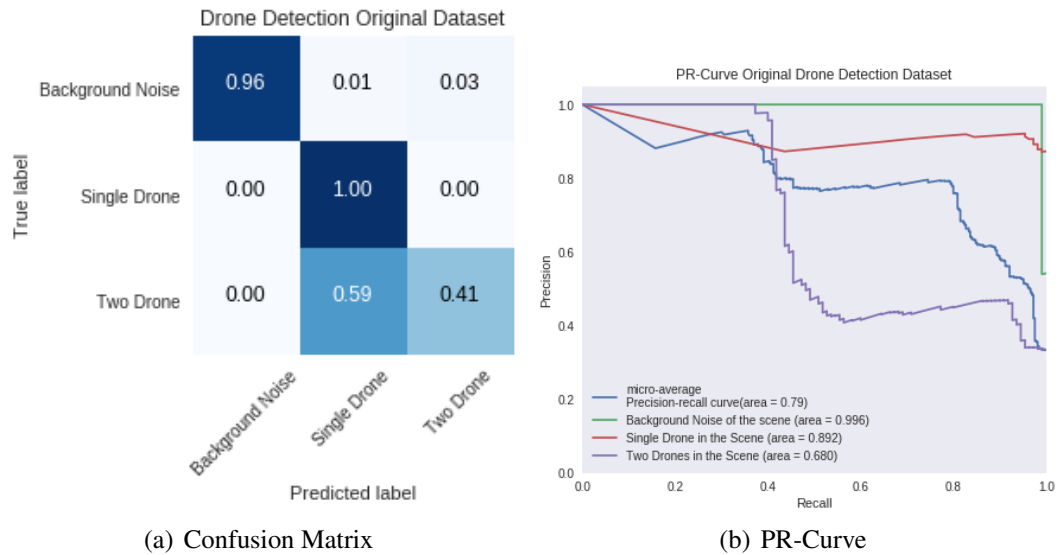 Drone Detection Original Dataset
True label
Background Noise
0.96 0.01 0.03
Single Drone
0.00 1.00 0.00
Two Drone
0.00 0.59 0.41
Background Noise
Single Drone
Two Drone
Predicted label
(a) Confusion Matrix
PR-Curve Original Drone Detection Dataset
Precision
1.0
0.8
0.6
0.4
0.2
0.0
micro-average
Precision-recall curve(area = 0.79)
Background Noise of the scene (area = 0.996)
Single Drone in the Scene (area = 0.892)
Two Drones in the Scene (area = 0.680)
0.0 0.2 0.4 0.6 0.8 1.0
Recall
(b) PR-Curve